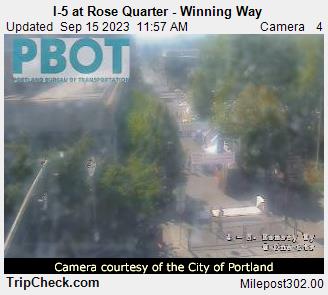 I-5 at Rose Quarter - Winning Way
Updated Sep 15 2023 11:57 AM Camera 4
PBOT
PORTLAND BUREAU OF TRANSPORTATION
Camera courtesy of the City of Portland
TripCheck.com Milepost302.00